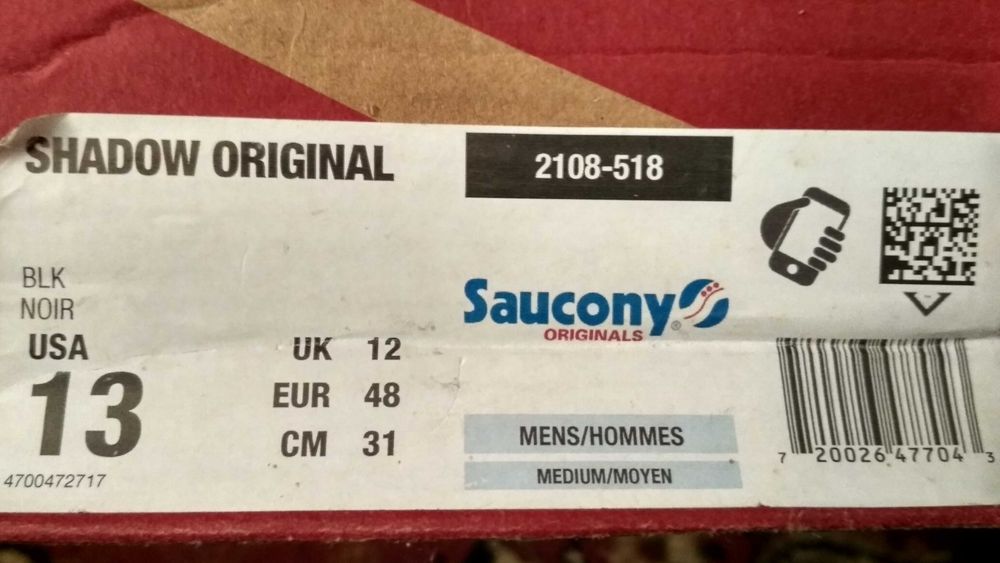 SHADOW ORIGINAL
2108-518
BLK
NOIR
USA
13
UK 12
EUR 48
CM 31
4700472717
Saucony®
ORIGINALS
MENS/HOMMES
MEDIUM/MOYEN
7 20026 47704 3